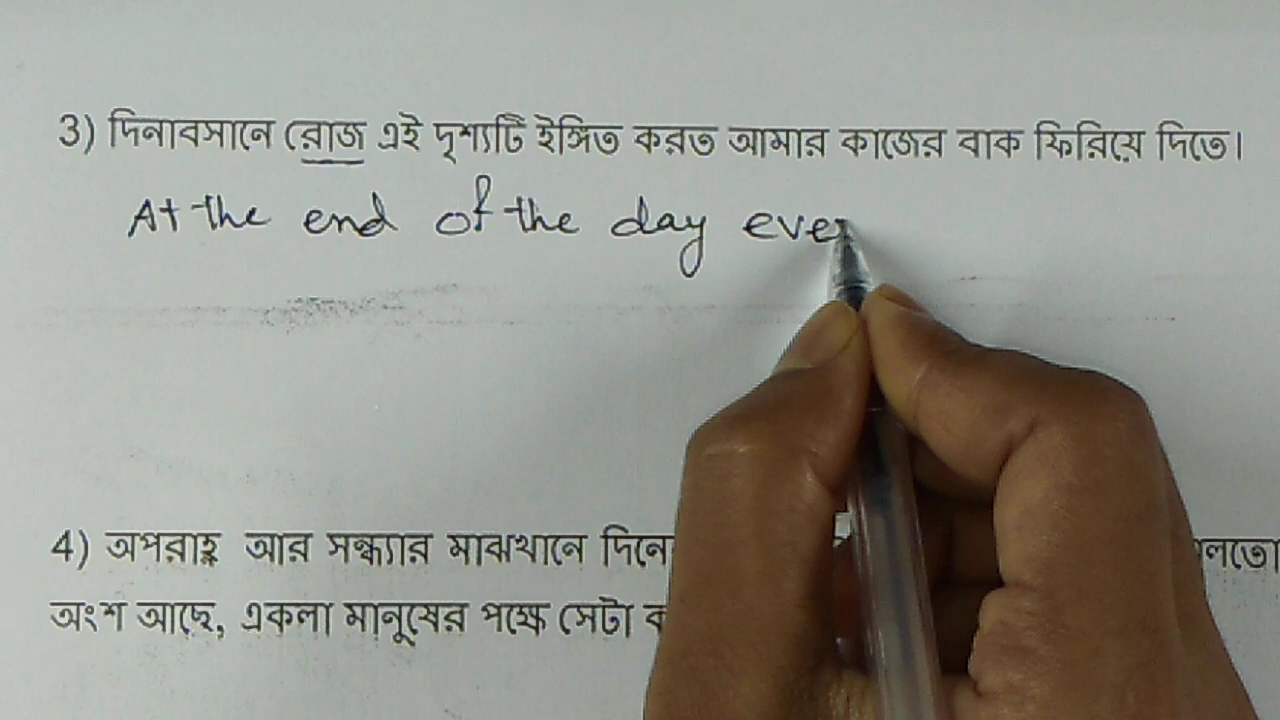 3) দিনাবসানে রোজ এই দৃশ্যটি ইঙ্গিত করত আমার কাজের বাক ফিরিয়ে দিতে।
At the end of the day eve
4) অপরাহ্ণ আর সন্ধ্যার মাঝখানে
অংশ আছে, একলা মানুষের পক্ষে সেটা